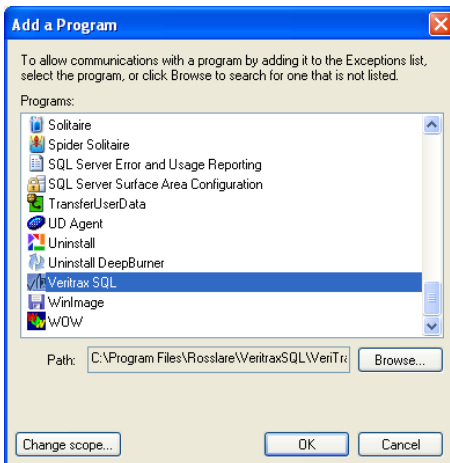 Add a Program
To allow communications with a program by adding it to the Exceptions list,
select the program, or click Browse to search for one that is not listed.
Programs:
Solitaire
Spider Solitaire
SQL Server Error and Usage Reporting
SQL Server Surface Area Configuration
TransferUserData
UD Agent
Uninstall
Uninstall DeepBurner
Veritrax SQL
WinImage
WOW
Path: C:\Program Files\Rosslare\VeritraxSQL\VeriTra Browse...
Change scope... OK Cancel